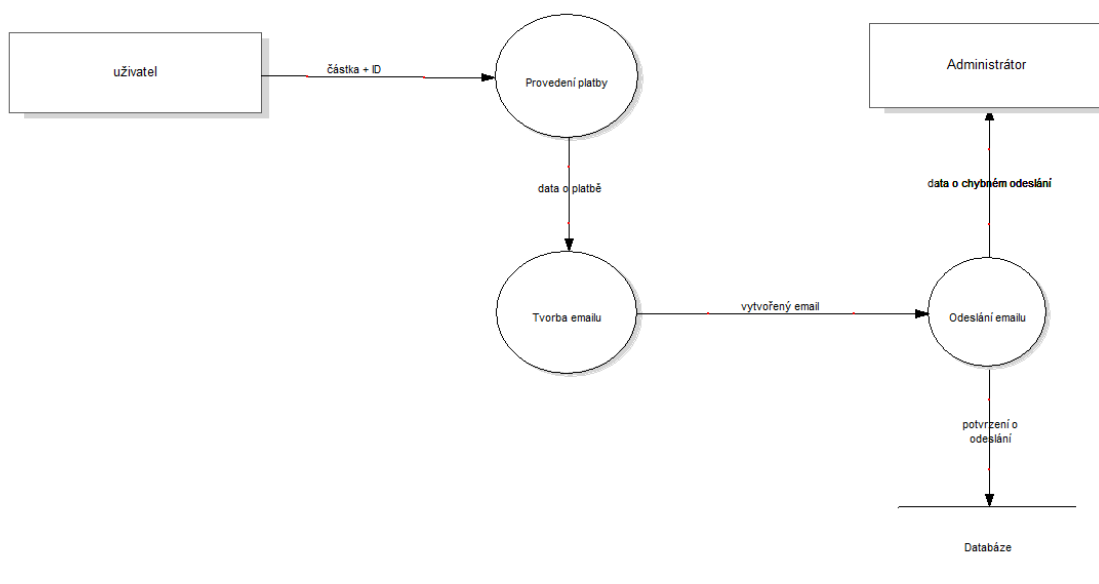 uživatel
částka + ID
Provedení platby
Administrátor
data o platbě
data o chybném odeslání
Tvorba emailu
vytvořený email
Odeslání emailu
potvrzení o
odeslání
Databáze